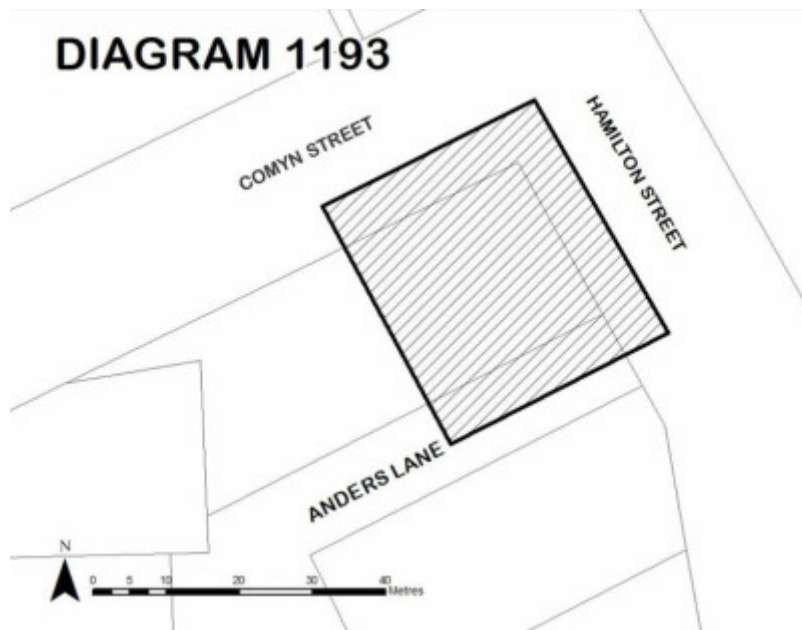 DIAGRAM 1193
COMYN STREET
HAMILTON STREET
ANDERS LANE
N
0 5 10 20 30 40
Metres